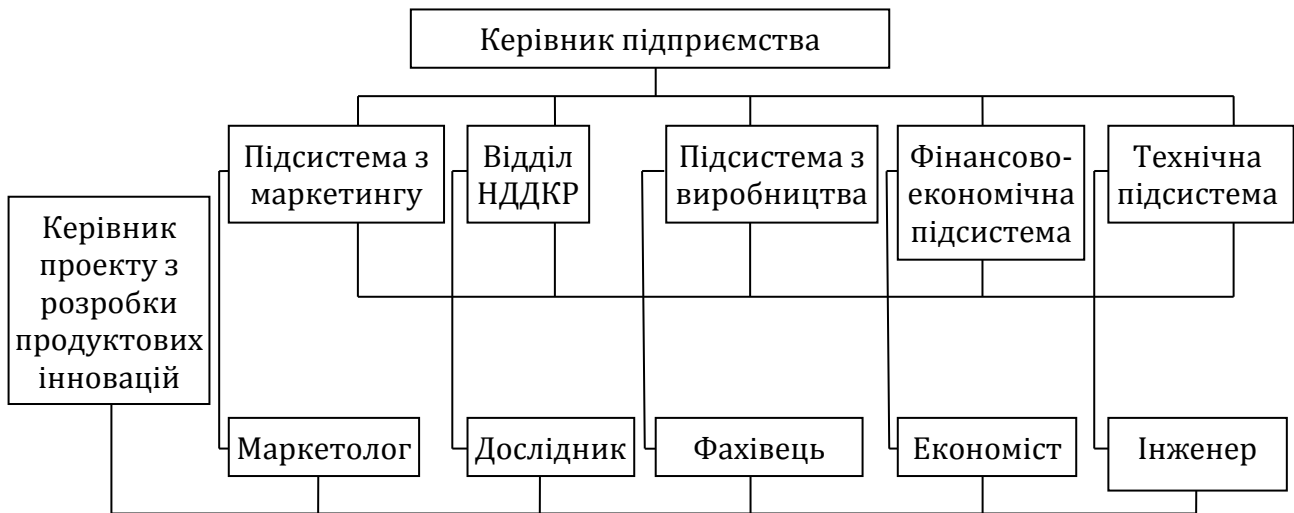 Керівник підприємства
Підсистема з
маркетингу
Відділ
НДДКР
Підсистема з
виробництва
Фінансово-
економічна
підсистема
Технічна
підсистема
Керівник
проекту з
розробки
продуктових
інновацій
Маркетолог
Дослідник
Фахівець
Економіст
Інженер